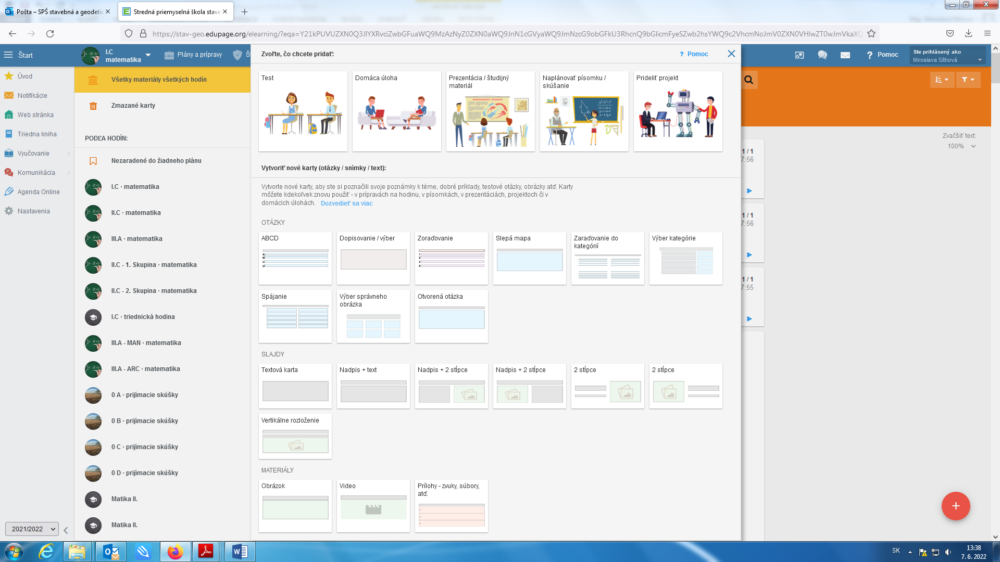 Pošta – SPŠ stavebná a geodetic
Stredná priemyselná škola stave
https://stav-geo.edupage.org/elearning/?eqa=
Štart
I.C
matematika
Plány a prípravy
Zvoľte, čo chcete pridať:
? Pomoc
? Pomoc
Ste prihlásený ako
Miroslava Síthová
Úvod
Notifikácie
Web stránka
Triedna kniha
Vyučovanie
Komunikácia
Agenda Online
Nastavenia
2021/2022
Všetky materiály všetkých hodín
Zmazané karty
PODĽA HODÍN:
Nezaradené do žiadneho plánu
I.C · matematika
II.C · matematika
III.A · matematika
II.C - 1. Skupina · matematika
II.C - 2. Skupina · matematika
I.C · triednická hodina
III.A - MAN · matematika
III.A - ARC · matematika
0 A · prijímacie skúšky
0 B · prijímacie skúšky
0 C · prijímacie skúšky
0 D · prijímacie skúšky
Matika II.
Matika II.
Test
Domáca úloha
Prezentácia / študijný
materiál
Naplánovať písomku /
skúšanie
Prideliť projekt
Vytvoriť nové karty (otázky / snímky / text):
Vytvorte nové karty, aby ste si poznačili svoje poznámky k téme, dobré príklady, testové otázky, obrázky atď. Karty
môžete kdekoľvek znovu použiť - v prípravách na hodinu, v písomkách, v prezentáciách, projektoch či v
domácich úlohách. Dozvedieť sa viac
OTÁZKY
ABCD
Dopisovanie / výber
Zoraďovanie
Slepá mapa
Zaraďovanie do
kategórií
Výber kategórie
Spájanie
Výber správneho
obrázka
Otvorená otázka
SLAJDY
Textová karta
Nadpis + text
Nadpis + 2 stĺpce
Nadpis + 2 stĺpce
2 stĺpce
2 stĺpce
Vertikálne rozloženie
MATERIÁLY
Obrázok
Video
Prílohy - zvuky, súbory,
atď.
Zväčšiť text:
100%
1 / 1
7:56
1 / 1
7:56
1 / 1
7:55
SK
13:38
7. 6. 2022